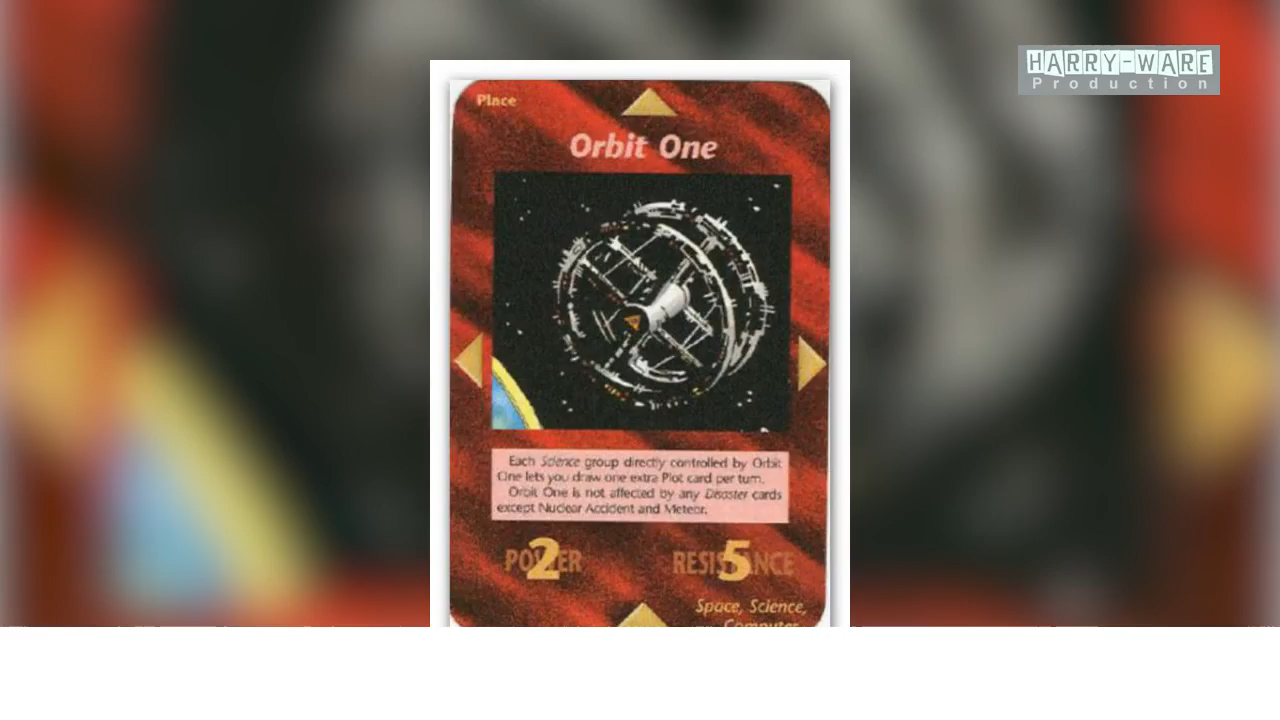 HARRY-WARE
Production
Place
Orbit One
Each Science group directly controlled by Orbit
One lets you draw one extra Plot card per turn.
Orbit One is not affected by any Disaster cards
except Nuclear Accident and Meteor.
POWER 2
RESISTANCE 5
Space, Science,
Computer